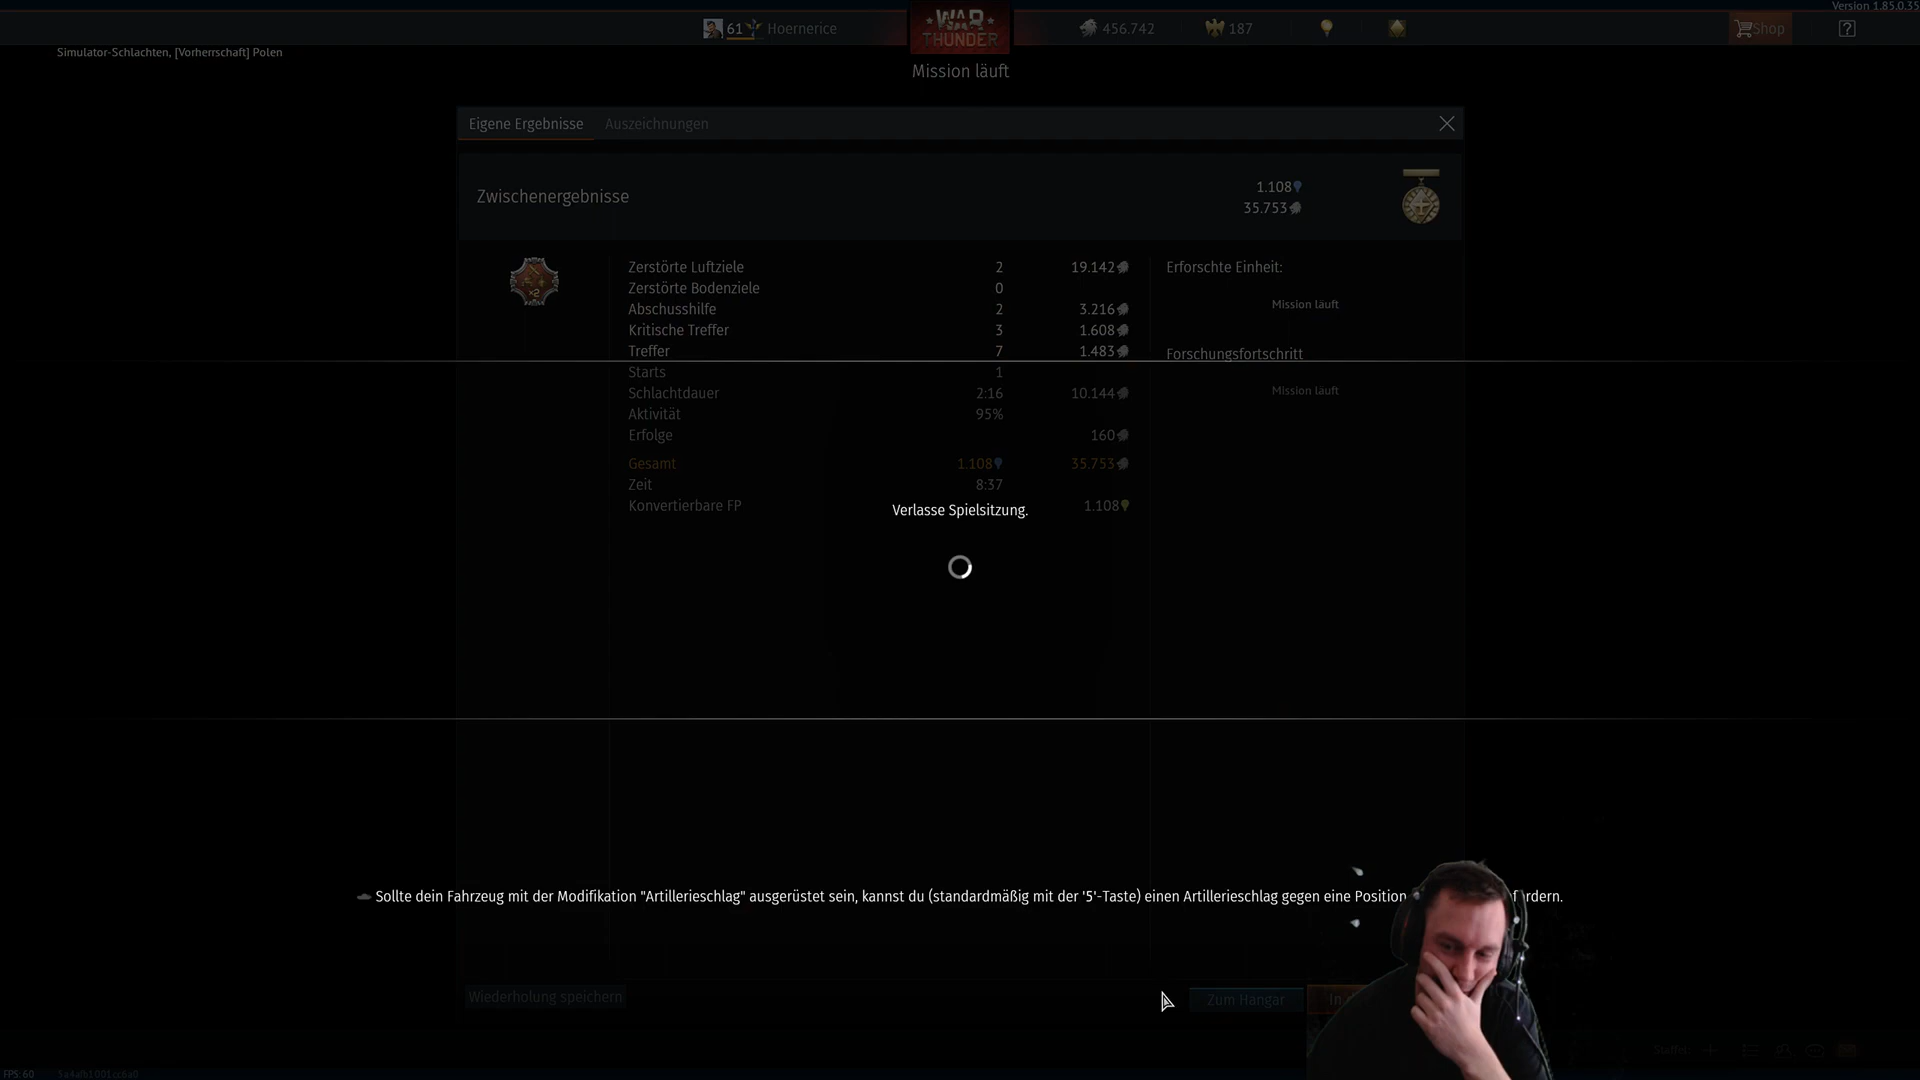 Version 1.85.0.35
61 Hoernerice
WAR THUNDER
456.742
187
Shop
Simulator-Schlachten, [Vorherrschaft] Polen
Mission läuft
Eigene Ergebnisse Auszeichnungen
Zwischenergebnisse
1.108
35.753
x2
Zerstörte Luftziele 2 19.142
Zerstörte Bodenziele 0
Abschusshilfe 2 3.216
Kritische Treffer 3 1.608
Treffer 7 1.483
Starts 1
Schlachtdauer 2:16 10.144
Aktivität 95%
Erfolge 160
Gesamt 1.108 35.753
Zeit 8:37
Konvertierbare FP 1.108
Erforschte Einheit:
Mission läuft
Forschungsfortschritt
Mission läuft
Verlasse Spielsitzung.
Sollte dein Fahrzeug mit der Modifikation "Artillerieschlag" ausgerüstet sein, kannst du (standardmäßig mit der '5'-Taste) einen Artillerieschlag gegen eine Position
Wiederholung speichern
Zum Hangar
Staffel:
FPS: 60